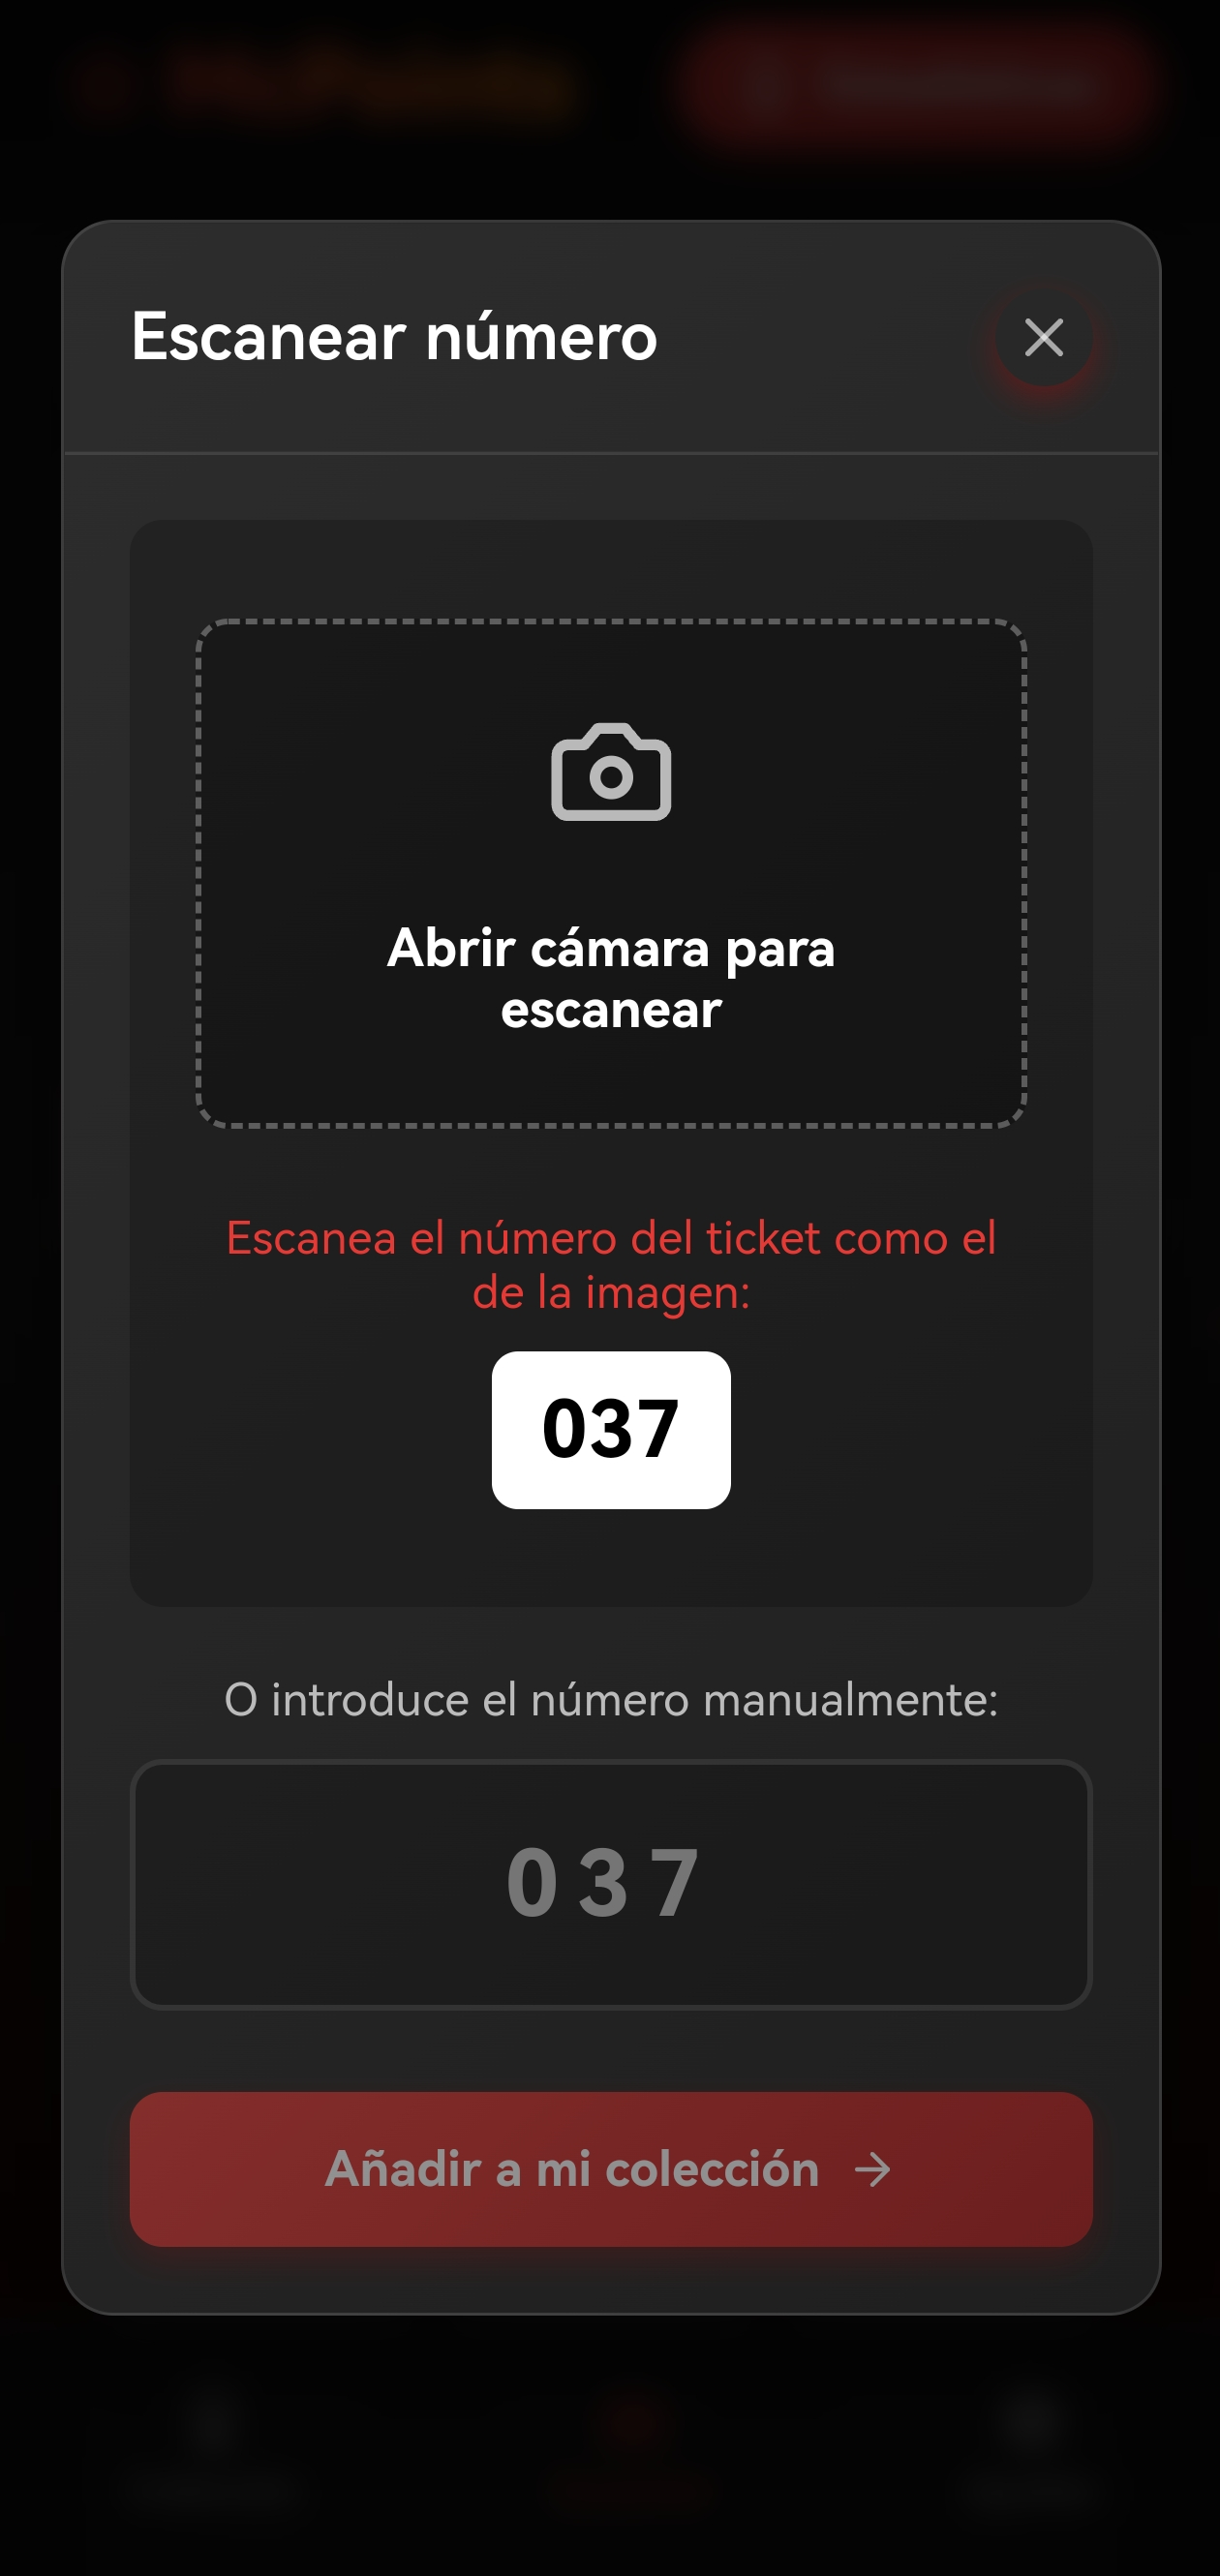 Escanear número
Abrir cámara para
escanear
Escanea el número del ticket como el
de la imagen:
037
O introduce el número manualmente:
037
Añadir a mi colección